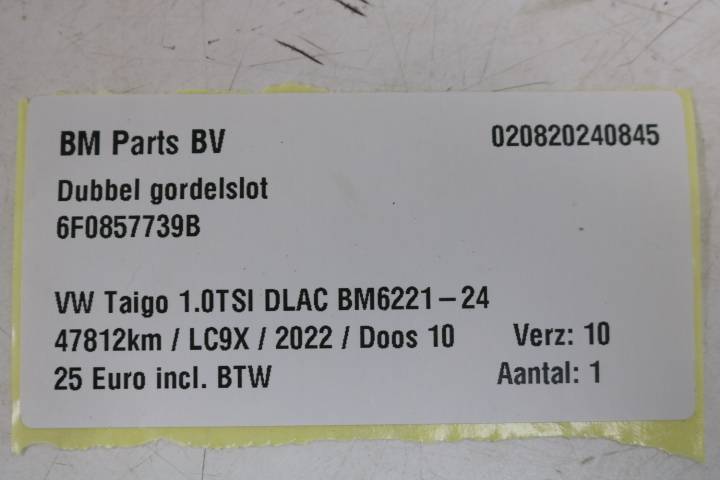 BM Parts BV 020820240845
Dubbel gordelslot
6F0857739B
VW Taigo 1.0TSI DLAC BM6221-24
47812km / LC9X / 2022 / Doos 10 Verz: 10
25 Euro incl. BTW Aantal: 1